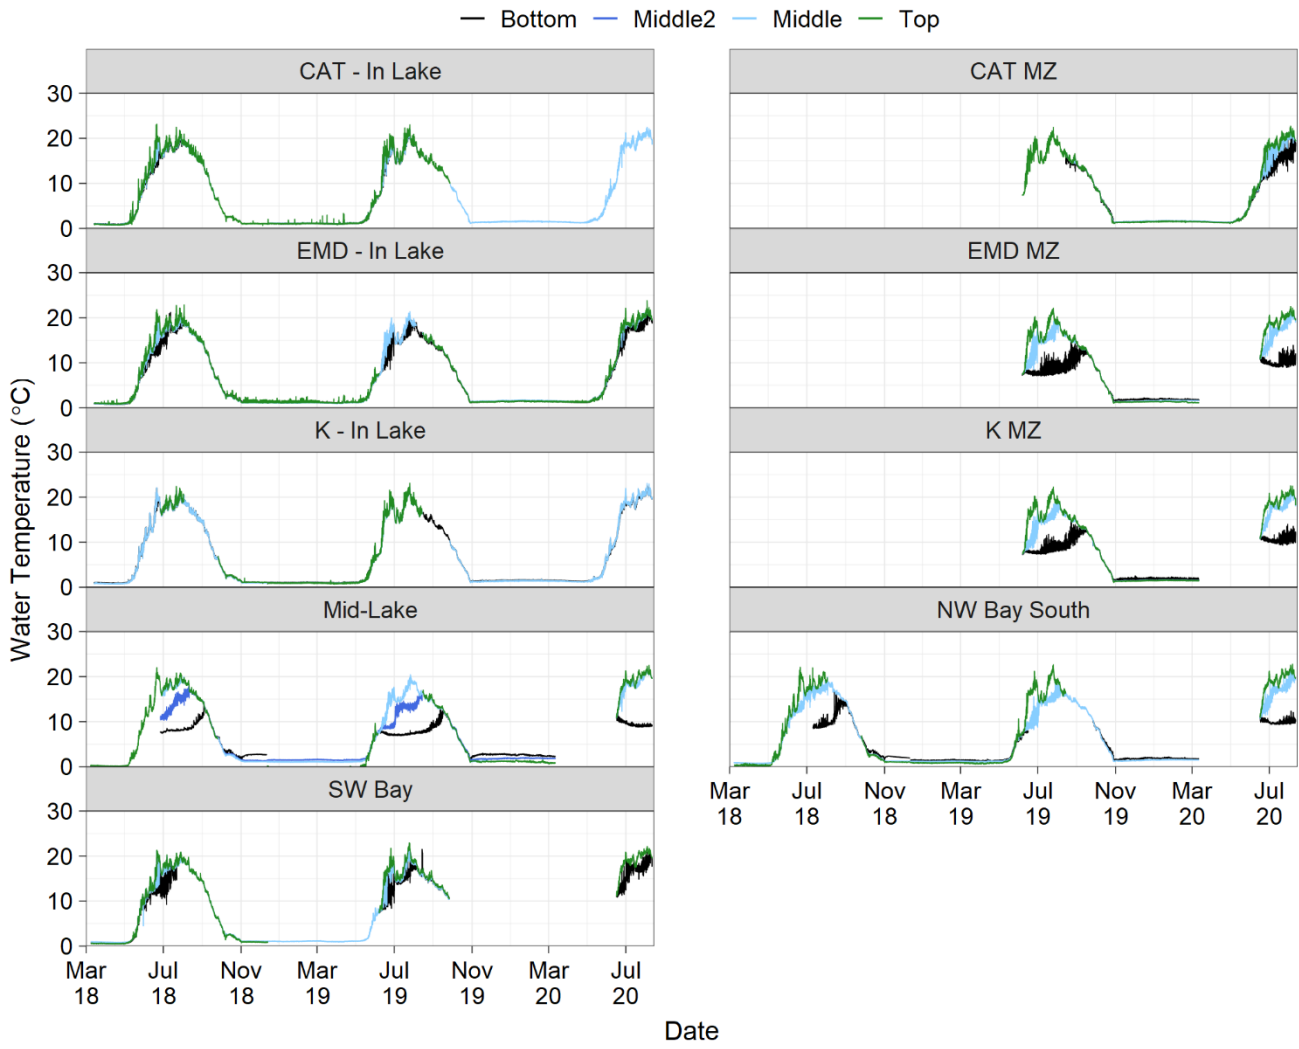 Bottom Middle2 Middle Top
CAT - In Lake
CAT MZ
30
20
10
0
EMD - In Lake
EMD MZ
30
20
10
0
K - In Lake
K MZ
30
20
10
0
Mid-Lake
NW Bay South
30
20
10
0
SW Bay
30
20
10
0
Water Temperature (°C)
Mar Jul Nov Mar Jul Nov Mar Jul
18 18 18 19 19 19 20 20
Mar Jul Nov Mar Jul Nov Mar Jul
18 18 18 19 19 19 20 20
Date